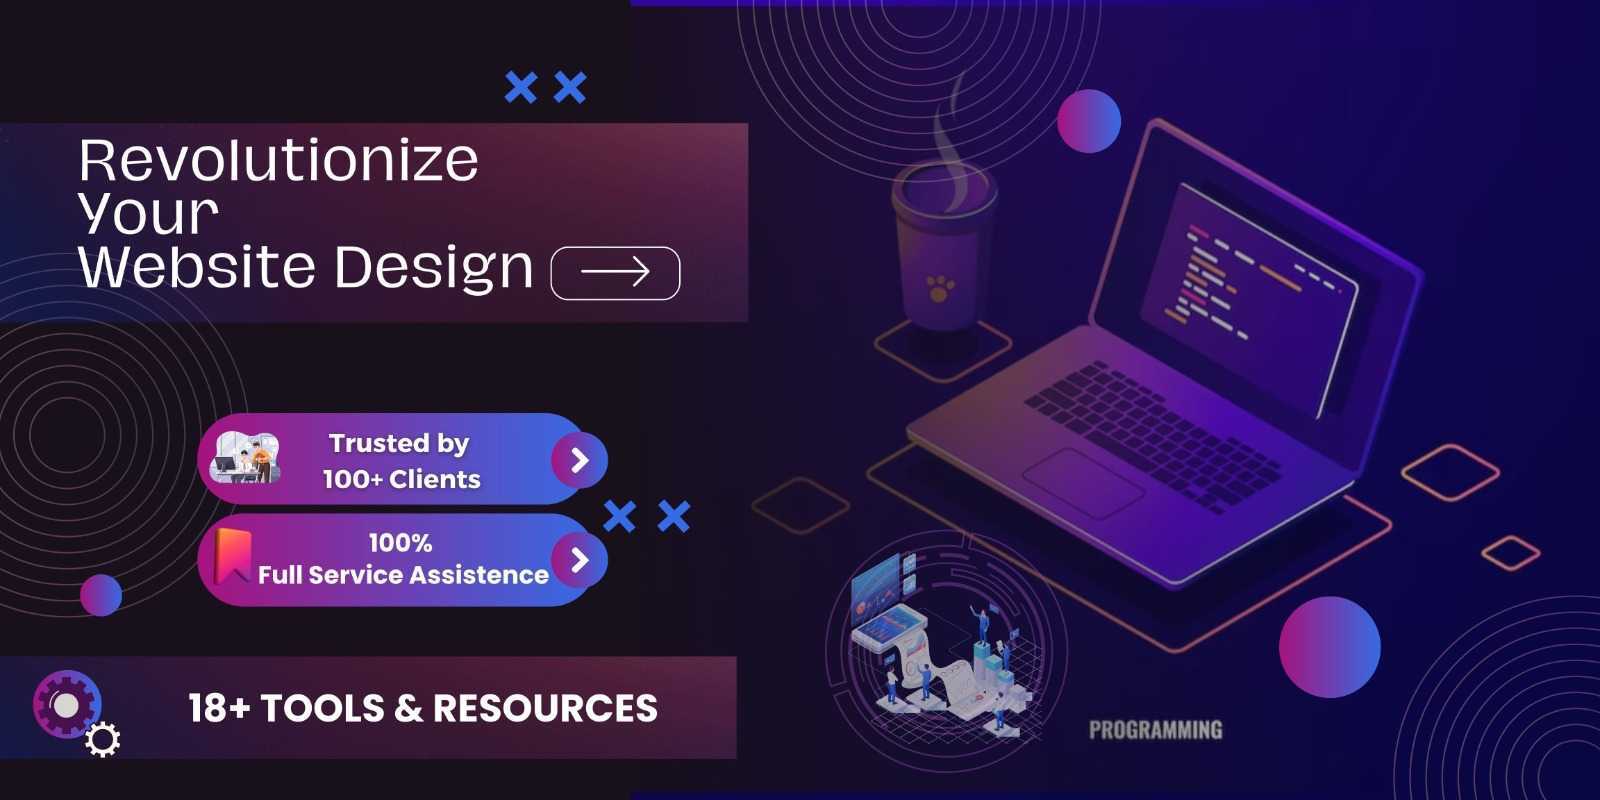 Revolutionize
Your
Website Design
Trusted by
100+ Clients
100%
Full Service Assistence
18+ TOOLS & RESOURCES
PROGRAMMING